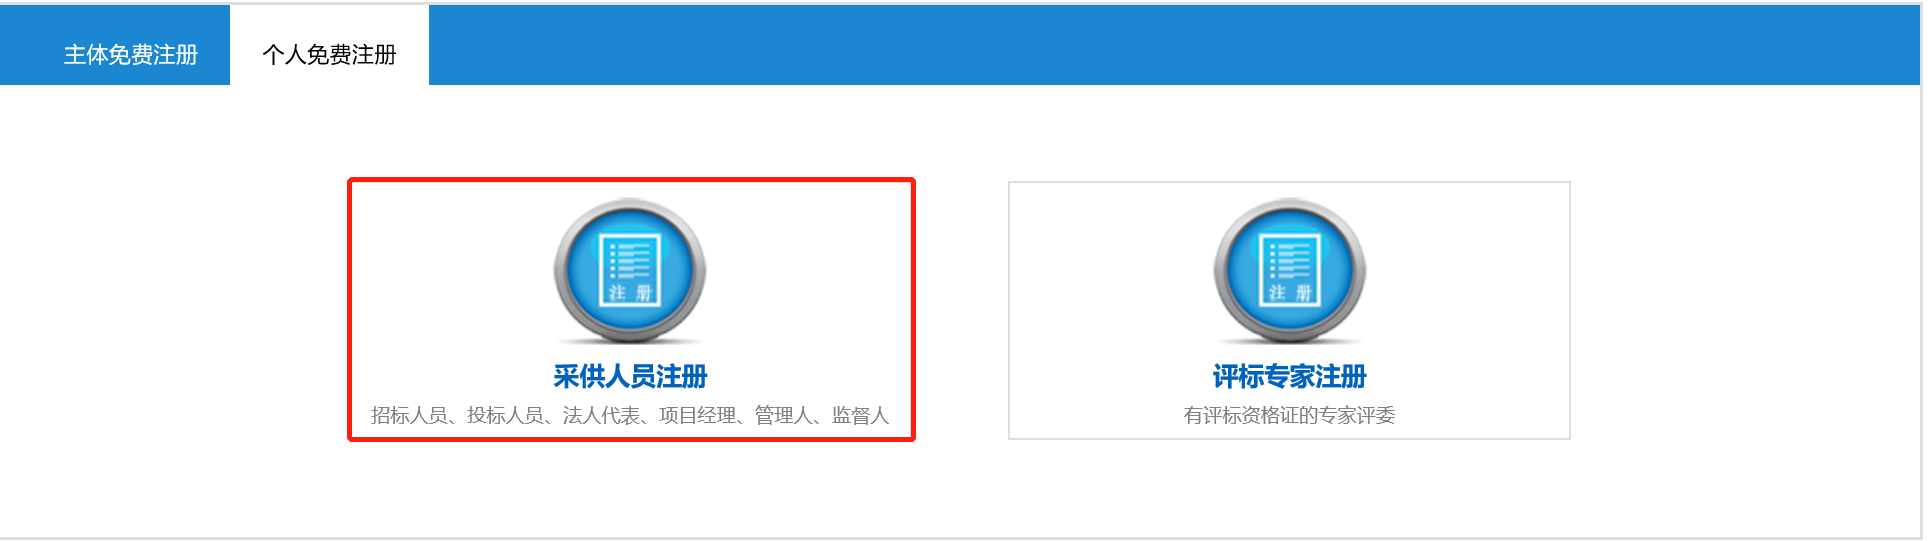 主体免费注册
个人免费注册
注 册
采供人员注册
招标人员、投标人员、法人代表、项目经理、管理人、监督人
注 册
评标专家注册
有评标资格证的专家评委